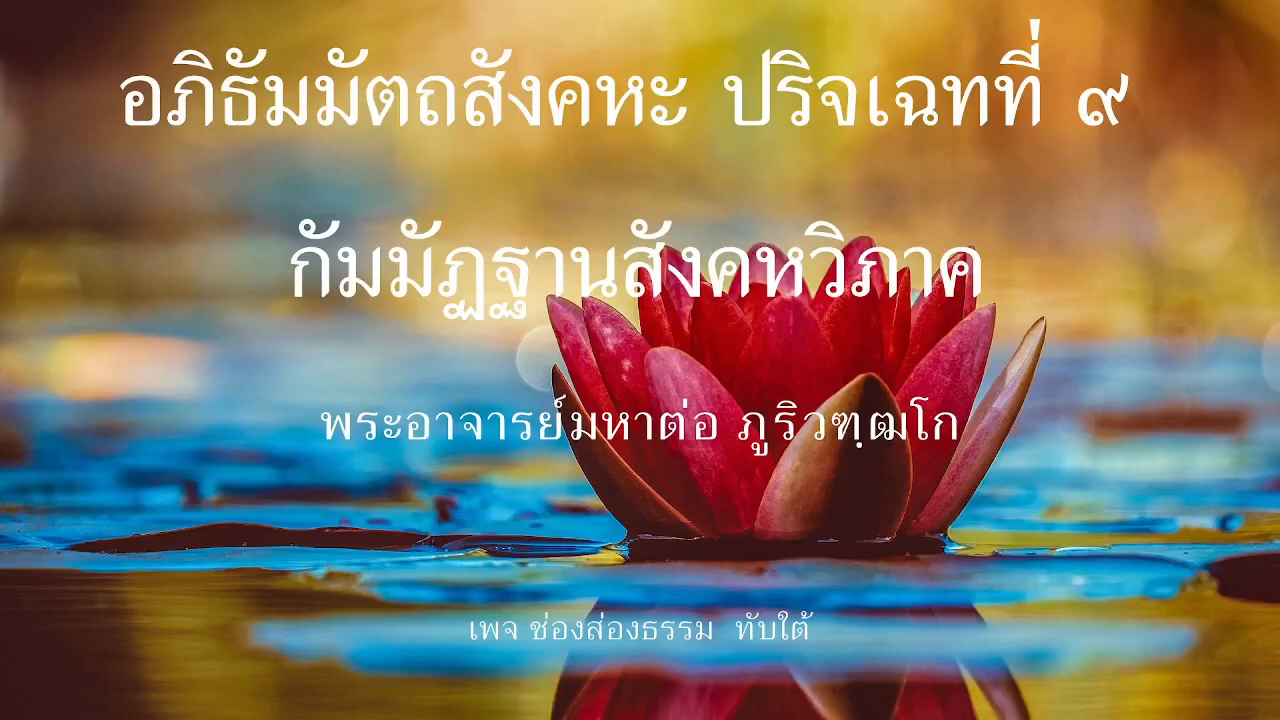 อภิธัมมัตถสังคหะ ปริจเฉทที่ ๙
กัมมัฏฐานสังคหวิภาค
พระอาจารย์มหาต่อ ภูริวฑฺฒโก
เพจ ช่องส่องธรรม ทับใต้